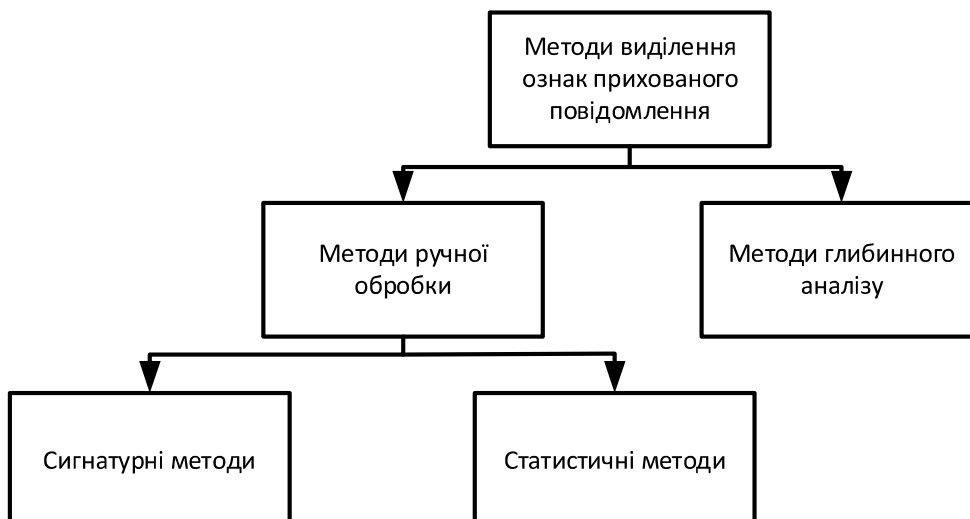 Методи виділення
ознак прихованого
повідомлення
Методи ручної
обробки
Методи глибинного
аналізу
Сигнатурні методи
Статистичні методи